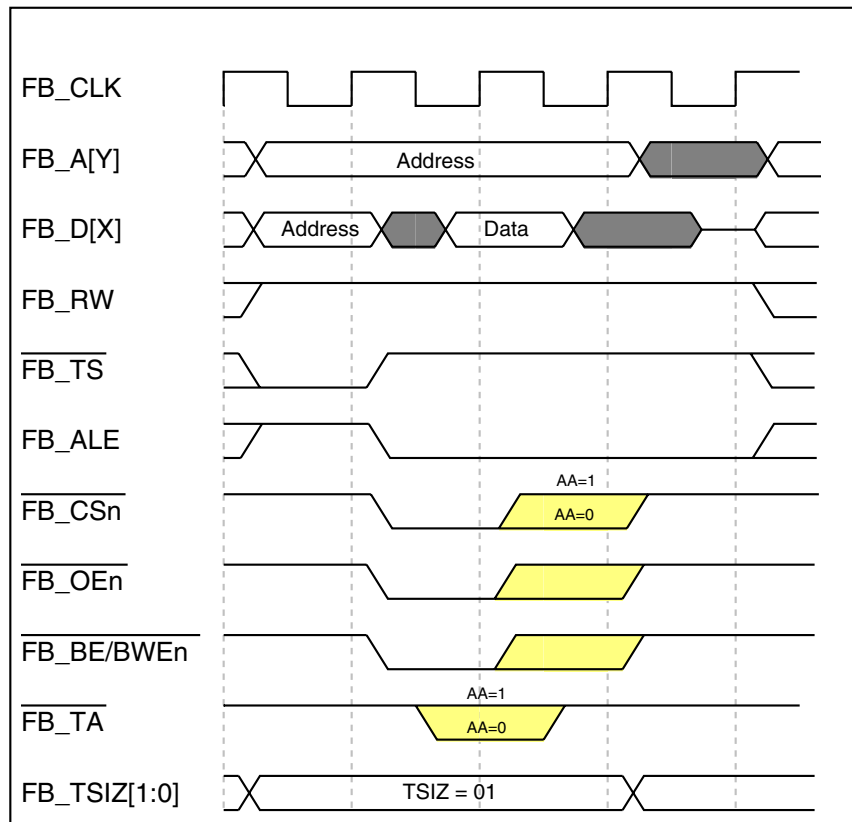 FB_CLK
FB_A[Y]
Address
FB_D[X]
Address
Data
FB_RW
FB_TS
FB_ALE
AA=1
FB_CSn
AA=0
FB_OEn
FB_BE/BWEn
AA=1
FB_TA
AA=0
FB_TSIZ[1:0]
TSIZ = 01